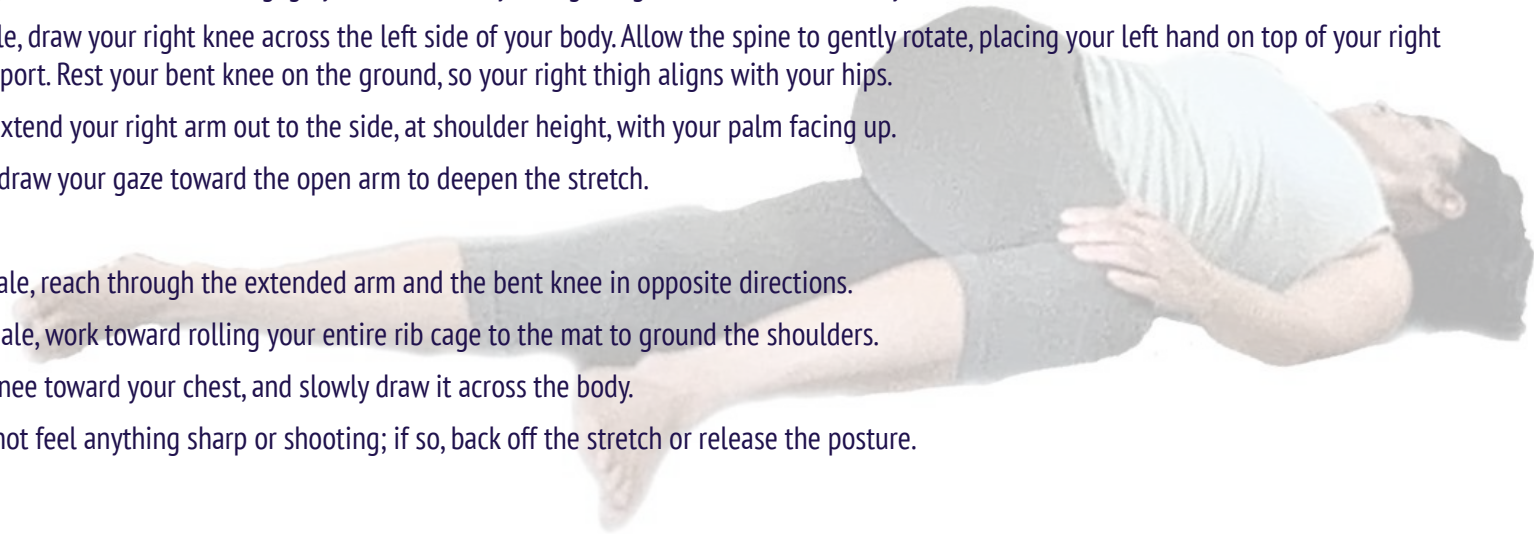 le, draw your right knee across the left side of your body. Allow the spine to gently rotate, placing your left hand on top of your right
port. Rest your bent knee on the ground, so your right thigh aligns with your hips.
xtend your right arm out to the side, at shoulder height, with your palm facing up.
draw your gaze toward the open arm to deepen the stretch.
ale, reach through the extended arm and the bent knee in opposite directions.
ale, work toward rolling your entire rib cage to the mat to ground the shoulders.
nee toward your chest, and slowly draw it across the body.
not feel anything sharp or shooting; if so, back off the stretch or release the posture.